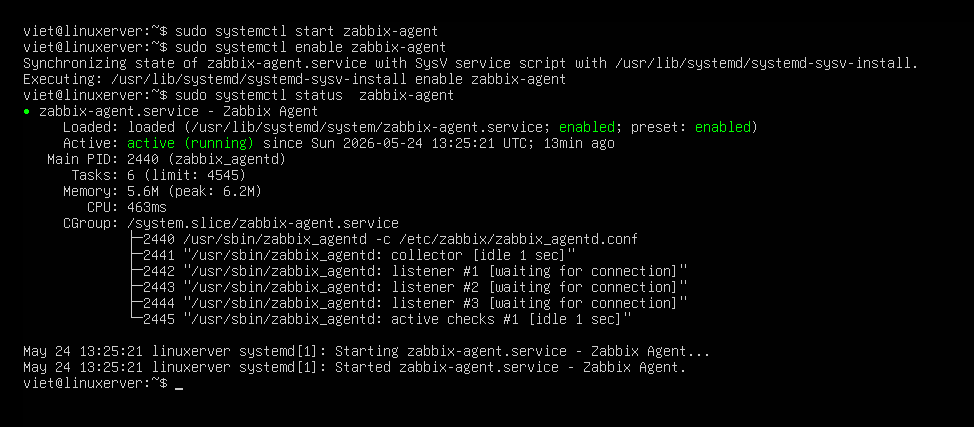 viet@linuxerver:~$ sudo systemctl start zabbix-agent
viet@linuxerver:~$ sudo systemctl enable zabbix-agent
Synchronizing state of zabbix-agent.service with SysV service script with /usr/lib/systemd/systemd-sysv-install.
Executing: /usr/lib/systemd/systemd-sysv-install enable zabbix-agent
viet@linuxerver:~$ sudo systemctl status  zabbix-agent
● zabbix-agent.service - Zabbix Agent
     Loaded: loaded (/usr/lib/systemd/system/zabbix-agent.service; enabled; preset: enabled)
     Active: active (running) since Sun 2026-05-24 13:25:21 UTC; 13min ago
   Main PID: 2440 (zabbix_agentd)
      Tasks: 6 (limit: 4545)
     Memory: 5.6M (peak: 6.2M)
        CPU: 463ms
     CGroup: /system.slice/zabbix-agent.service
             ├─2440 /usr/sbin/zabbix_agentd -c /etc/zabbix/zabbix_agentd.conf
             ├─2441 "/usr/sbin/zabbix_agentd: collector [idle 1 sec]"
             ├─2442 "/usr/sbin/zabbix_agentd: listener #1 [waiting for connection]"
             ├─2443 "/usr/sbin/zabbix_agentd: listener #2 [waiting for connection]"
             ├─2444 "/usr/sbin/zabbix_agentd: listener #3 [waiting for connection]"
             └─2445 "/usr/sbin/zabbix_agentd: active checks #1 [idle 1 sec]"

May 24 13:25:21 linuxerver systemd[1]: Starting zabbix-agent.service - Zabbix Agent...
May 24 13:25:21 linuxerver systemd[1]: Started zabbix-agent.service - Zabbix Agent.
viet@linuxerver:~$ _